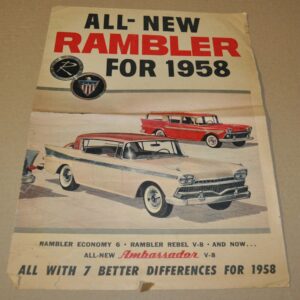 ALL-NEW
RAMBLER
FOR 1958
R
RAMBLER ECONOMY 6 · RAMBLER REBEL V-8 · AND NOW...
ALL-NEW Ambassador V-8
ALL WITH 7 BETTER DIFFERENCES FOR 1958